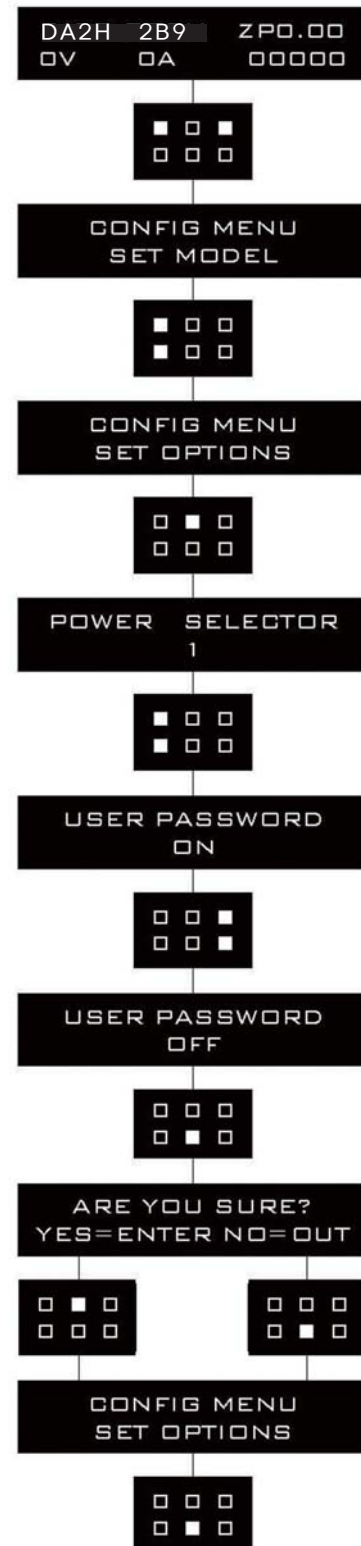 DA2H 2B9 ZP0.00
0V 0A 00000
CONFIG MENU
SET MODEL
CONFIG MENU
SET OPTIONS
POWER SELECTOR
1
USER PASSWORD
ON
USER PASSWORD
OFF
ARE YOU SURE?
YES=ENTER NO=OUT
CONFIG MENU
SET OPTIONS